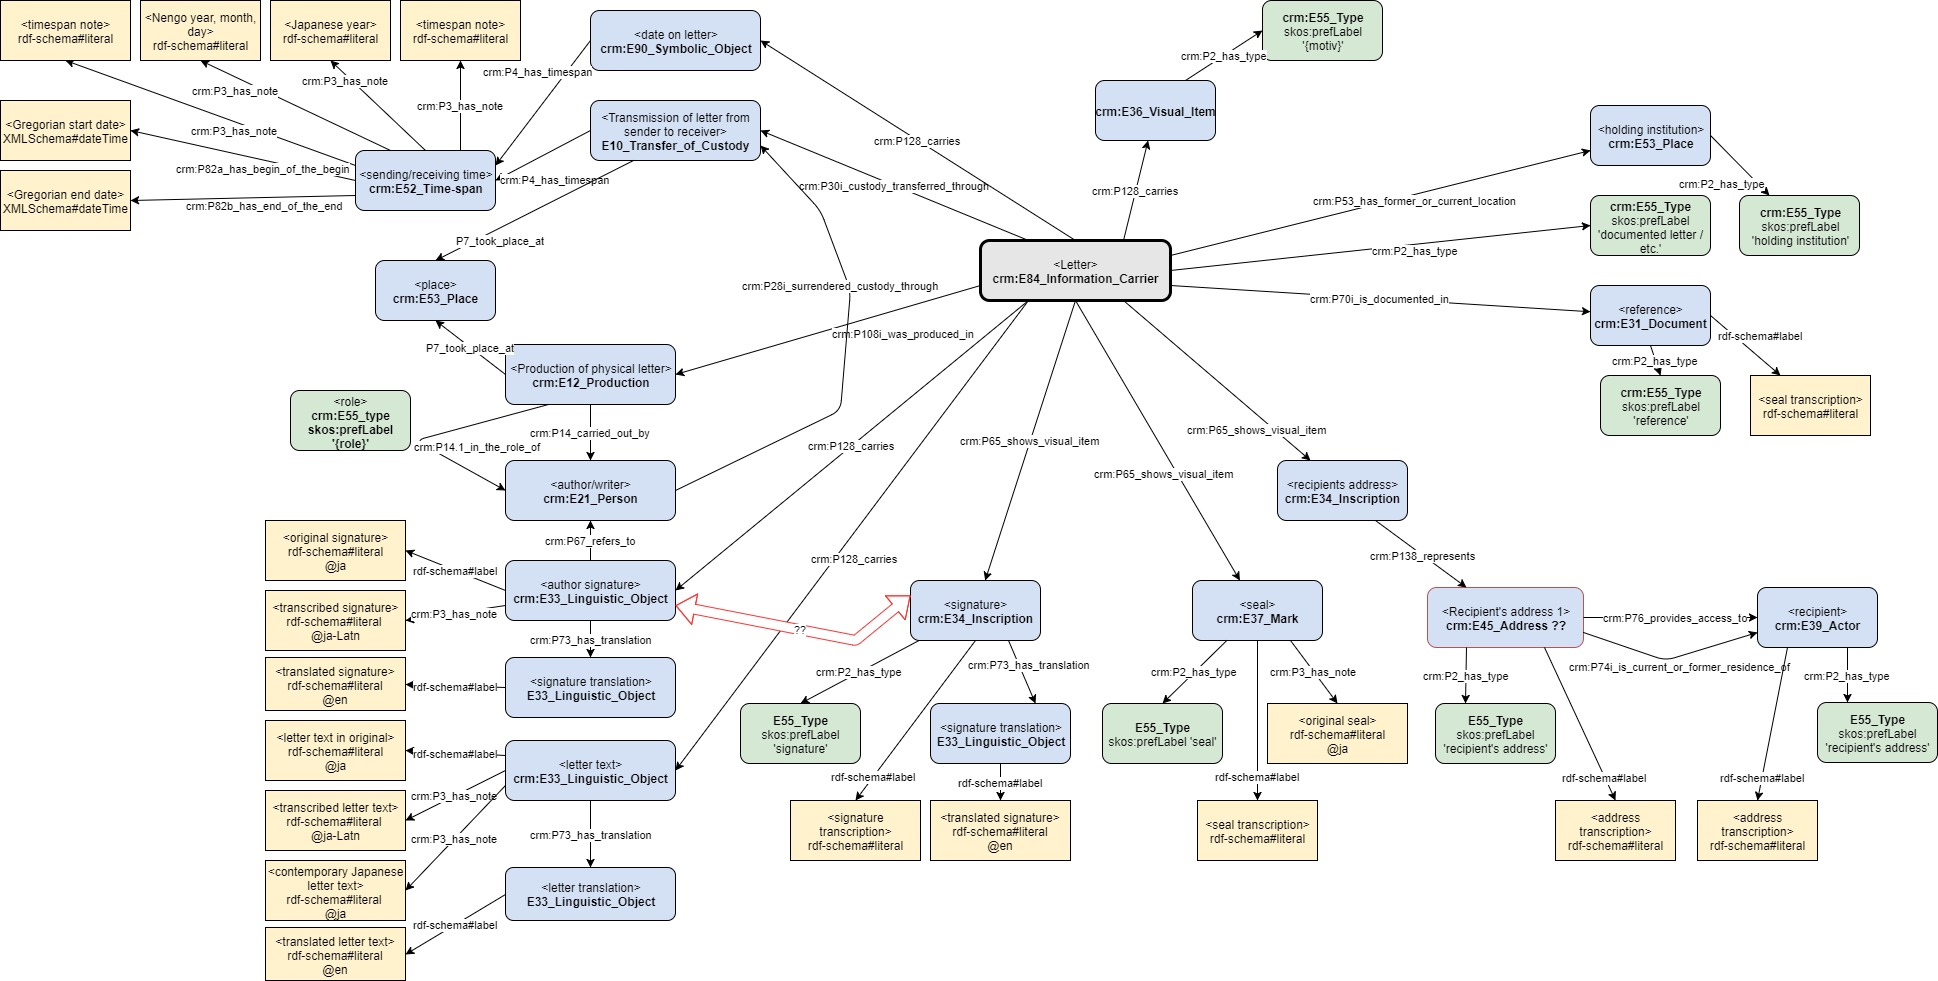 <timespan note>
rdf-schema#literal
<Nengo year, month,
day>
rdf-schema#literal
<Japanese year>
rdf-schema#literal
<timespan note>
rdf-schema#literal
<date on letter>
crm:E90_Symbolic_Object
crm:E55_Type
skos:prefLabel
'{motiv}'
crm:P2_has_type
crm:P4_has_timespan
crm:P3_has_note
crm:P3_has_note
crm:P3_has_note
crm:P3_has_note
<Gregorian start date>
XMLSchema#dateTime
<Transmission of letter from
sender to receiver>
E10_Transfer_of_Custody
crm:E36_Visual_Item
<holding institution>
crm:E53_Place
crm:P128_carries
crm:P82a_has_begin_of_the_begin
<sending/receiving time>
crm:E52_Time-span
crm:P4_has_timespan
crm:P30i_custody_transferred_through
crm:P128_carries
crm:P2_has_type
<Gregorian end date>
XMLSchema#dateTime
crm:P82b_has_end_of_the_end
crm:P53_has_former_or_current_location
crm:E55_Type
skos:prefLabel
'documented letter /
etc.'
crm:E55_Type
skos:prefLabel
'holding institution'
P7_took_place_at
crm:P2_has_type
<Letter>
crm:E84_Information_Carrier
<place>
crm:E53_Place
crm:P28i_surrendered_custody_through
crm:P70i_is_documented_in
<reference>
crm:E31_Document
rdf-schema#label
crm:P108i_was_produced_in
P7_took_place_at
crm:P2_has_type
<Production of physical letter>
crm:E12_Production
crm:E55_Type
skos:prefLabel
'reference'
<seal transcription>
rdf-schema#literal
<role>
crm:E55_type
skos:prefLabel
'{role}'
crm:P14_carried_out_by
crm:P14.1_in_the_role_of
crm:P128_carries
crm:P65_shows_visual_item
crm:P65_shows_visual_item
crm:P65_shows_visual_item
<author/writer>
crm:E21_Person
<recipients address>
crm:E34_Inscription
<original signature>
rdf-schema#literal
@ja
crm:P67_refers_to
crm:P128_carries
crm:P138_represents
rdf-schema#label
<author signature>
crm:E33_Linguistic_Object
<transcribed signature>
rdf-schema#literal
@ja-Latn
crm:P3_has_note
??
<signature>
crm:E34_Inscription
<seal>
crm:E37_Mark
<Recipient's address 1>
crm:E45_Address ??
crm:P76_provides_access_to
<recipient>
crm:E39_Actor
crm:P73_has_translation
crm:P2_has_type
crm:P73_has_translation
crm:P2_has_type
crm:P3_has_note
crm:P74i_is_current_or_former_residence_of
crm:P2_has_type
crm:P2_has_type
<translated signature>
rdf-schema#literal
@en
rdf-schema#label
<signature translation>
E33_Linguistic_Object
<letter text in original>
rdf-schema#literal
@ja
rdf-schema#label
E55_Type
skos:prefLabel
'signature'
<signature translation>
E33_Linguistic_Object
E55_Type
skos:prefLabel 'seal'
<original seal>
rdf-schema#literal
@ja
E55_Type
skos:prefLabel
'recipient's address'
E55_Type
skos:prefLabel
'recipient's address'
<letter text>
crm:E33_Linguistic_Object
rdf-schema#label
rdf-schema#label
rdf-schema#label
rdf-schema#label
rdf-schema#label
<transcribed letter text>
rdf-schema#literal
@ja-Latn
crm:P3_has_note
crm:P3_has_note
crm:P73_has_translation
<signature
transcription>
rdf-schema#literal
<translated signature>
rdf-schema#literal
@en
<seal transcription>
rdf-schema#literal
<address
transcription>
rdf-schema#literal
<address
transcription>
rdf-schema#literal
<contemporary Japanese
letter text>
rdf-schema#literal
@ja
<letter translation>
E33_Linguistic_Object
rdf-schema#label
<translated letter text>
rdf-schema#literal
@en